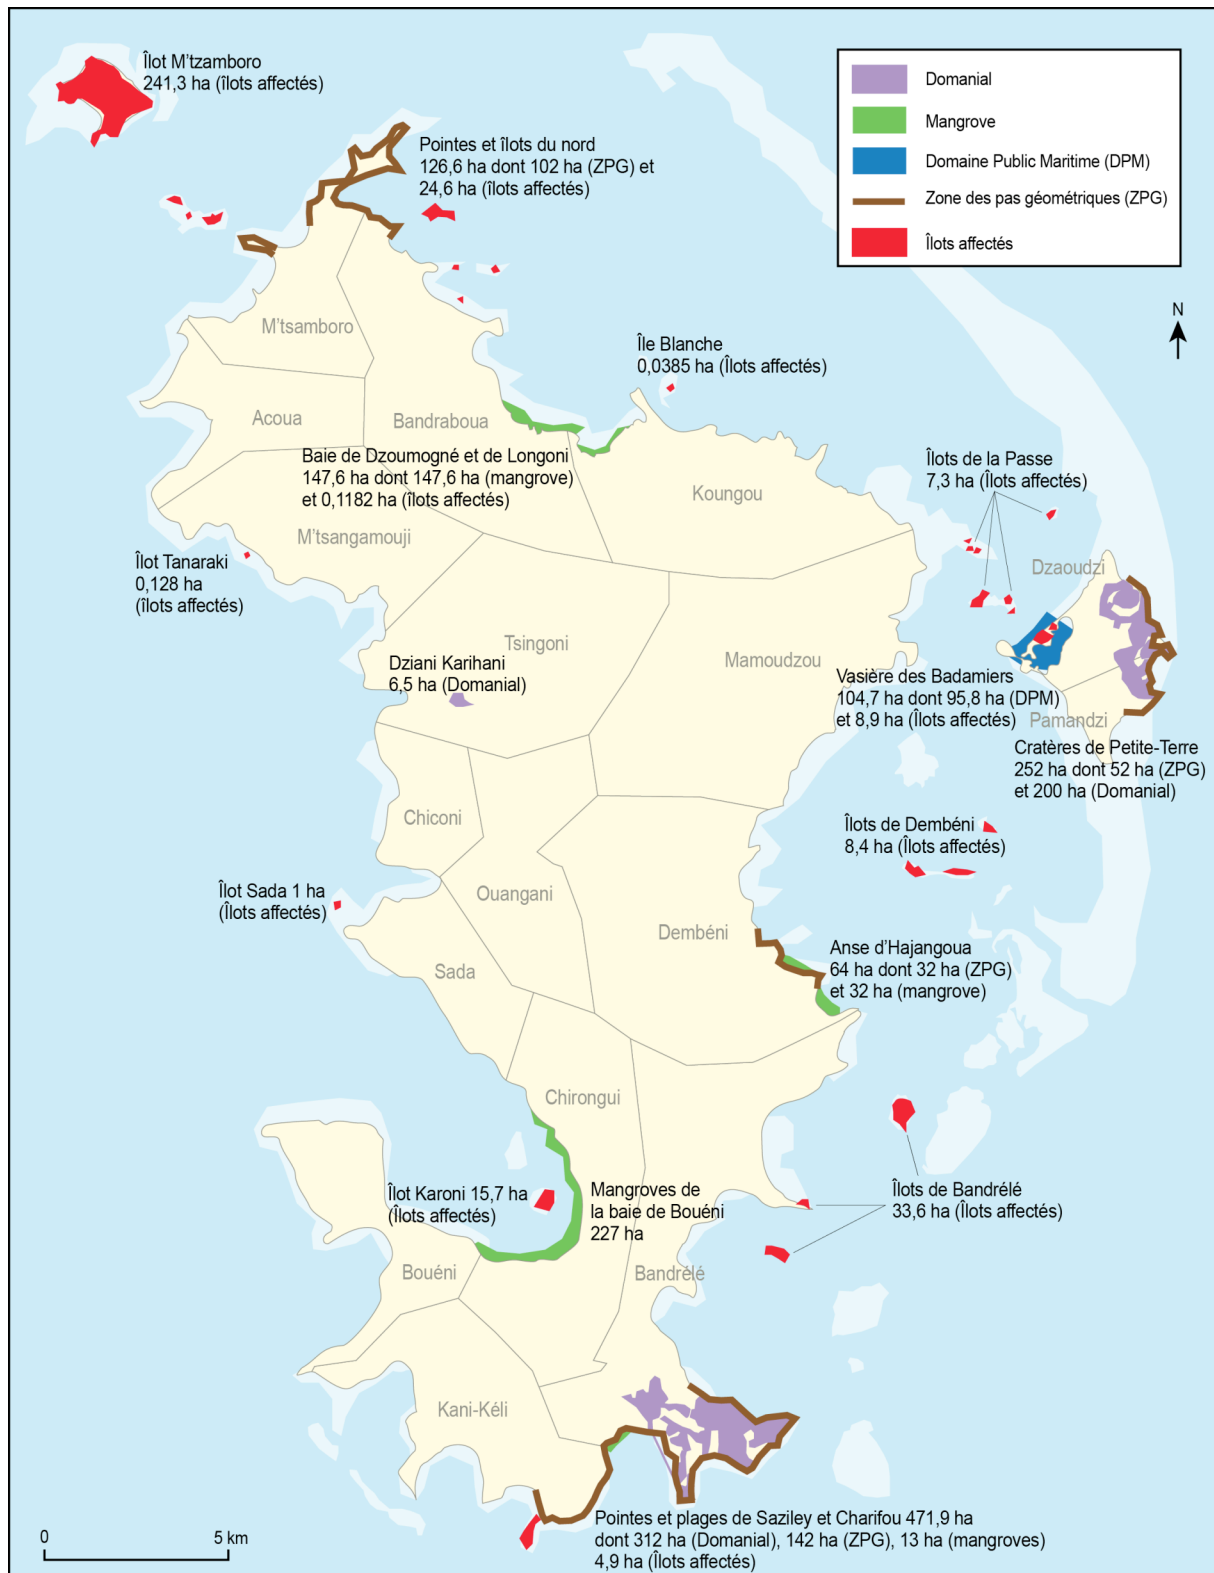 Îlot M'tzamboro
241,3 ha (îlots affectés)
Domanial
Mangrove
Domaine Public Maritime (DPM)
Zone des pas géométriques (ZPG)
Îlots affectés
Pointes et îlots du nord
126,6 ha dont 102 ha (ZPG) et
24,6 ha (îlots affectés)
N
M'tsamboro
Île Blanche
0,0385 ha (Îlots affectés)
Acoua
Bandraboua
Baie de Dzoumogné et de Longoni
147,6 ha dont 147,6 ha (mangrove)
et 0,1182 ha (îlots affectés)
Koungou
Îlots de la Passe
7,3 ha (Îlots affectés)
M'tsangamouji
Îlot Tanaraki
0,128 ha
(îlots affectés)
Dzaoudzi
Tsingoni
Mamoudzou
Dziani Karihani
6,5 ha (Domanial)
Vasière des Badamiers
104,7 ha dont 95,8 ha (DPM)
et 8,9 ha (Îlots affectés)
Pamandzi
Cratères de Petite-Terre
252 ha dont 52 ha (ZPG)
et 200 ha (Domanial)
Chiconi
Îlots de Dembéni
8,4 ha (Îlots affectés)
Îlot Sada 1 ha
(Îlots affectés)
Ouangani
Dembéni
Sada
Anse d'Hajangoua
64 ha dont 32 ha (ZPG)
et 32 ha (mangrove)
Chirongui
Îlot Karoni 15,7 ha
(Îlots affectés)
Mangroves de
la baie de Bouéni
227 ha
Îlots de Bandrélé
33,6 ha (Îlots affectés)
Bouéni
Bandrélé
Kani-Kéli
Pointes et plages de Saziley et Charifou 471,9 ha
dont 312 ha (Domanial), 142 ha (ZPG), 13 ha (mangroves)
4,9 ha (Îlots affectés)
0 5 km